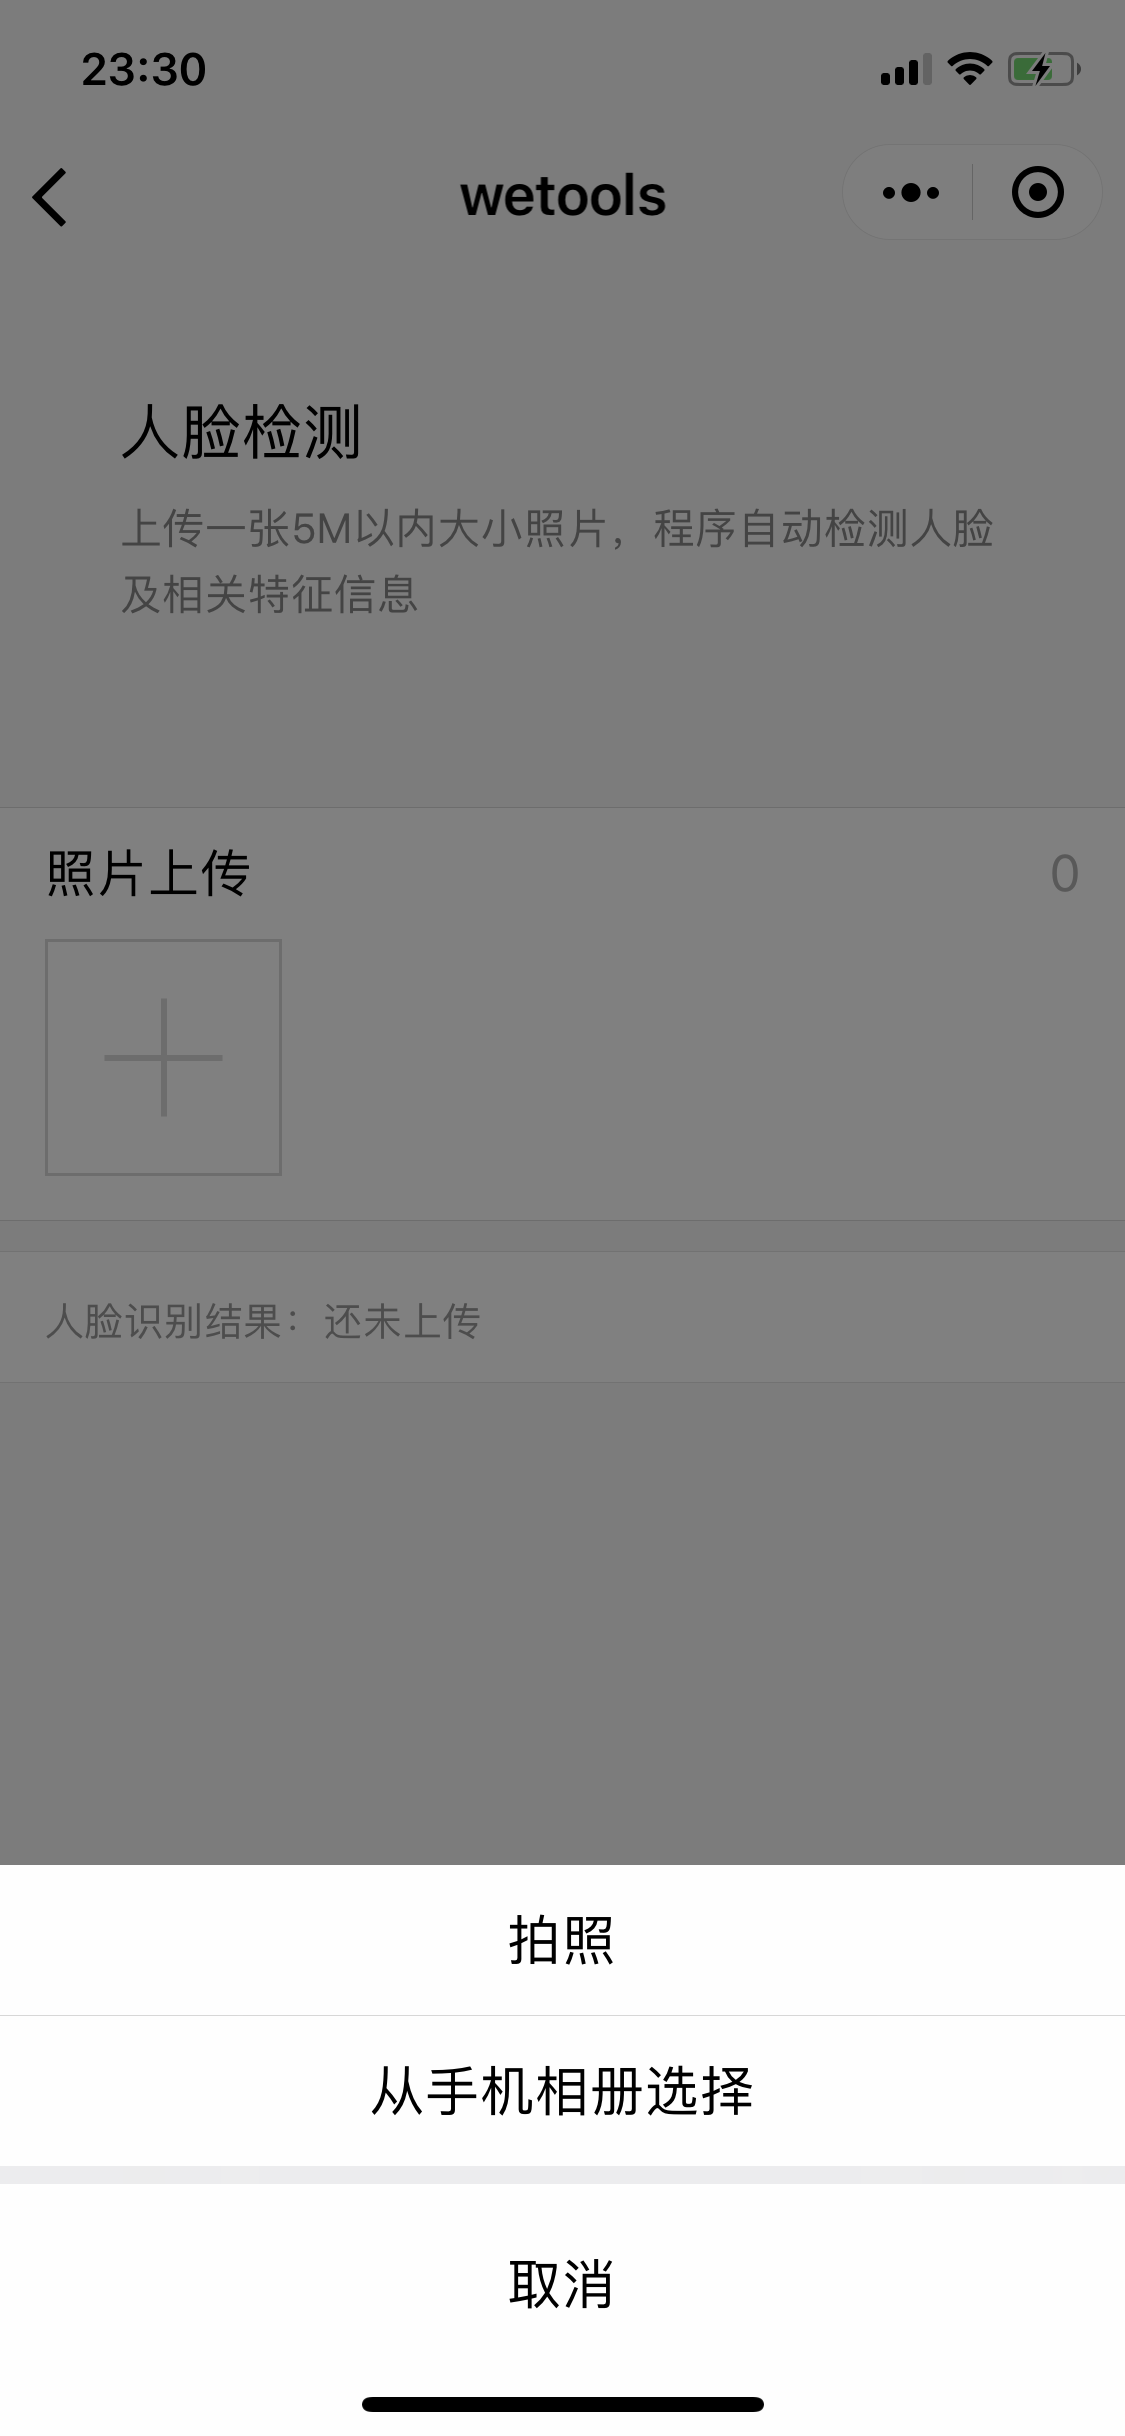 23:30
wetools
人脸检测
上传一张5M以内大小照片，程序自动检测人脸
及相关特征信息
照片上传
0
人脸识别结果：还未上传
拍照
从手机相册选择
取消